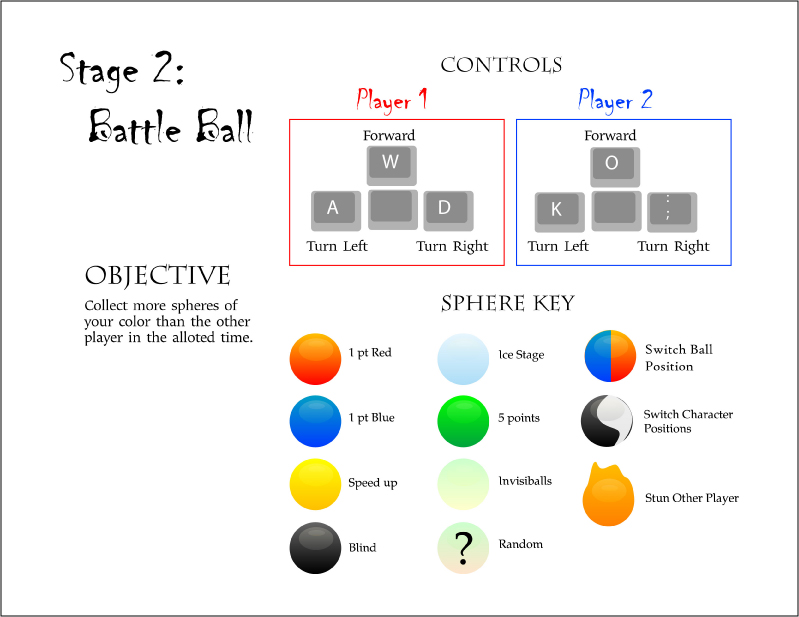 Stage 2:
Battle Ball
CONTROLS
Player 1
Forward
W
A
D
Turn Left
Turn Right
Player 2
Forward
O
K
:
;
Turn Left
Turn Right
OBJECTIVE
Collect more spheres of
your color than the other
player in the alloted time.
SPHERE KEY
1 pt Red
1 pt Blue
Speed up
Blind
Ice Stage
5 points
Invisiballs
?
Random
Switch Ball
Position
Switch Character
Positions
Stun Other Player